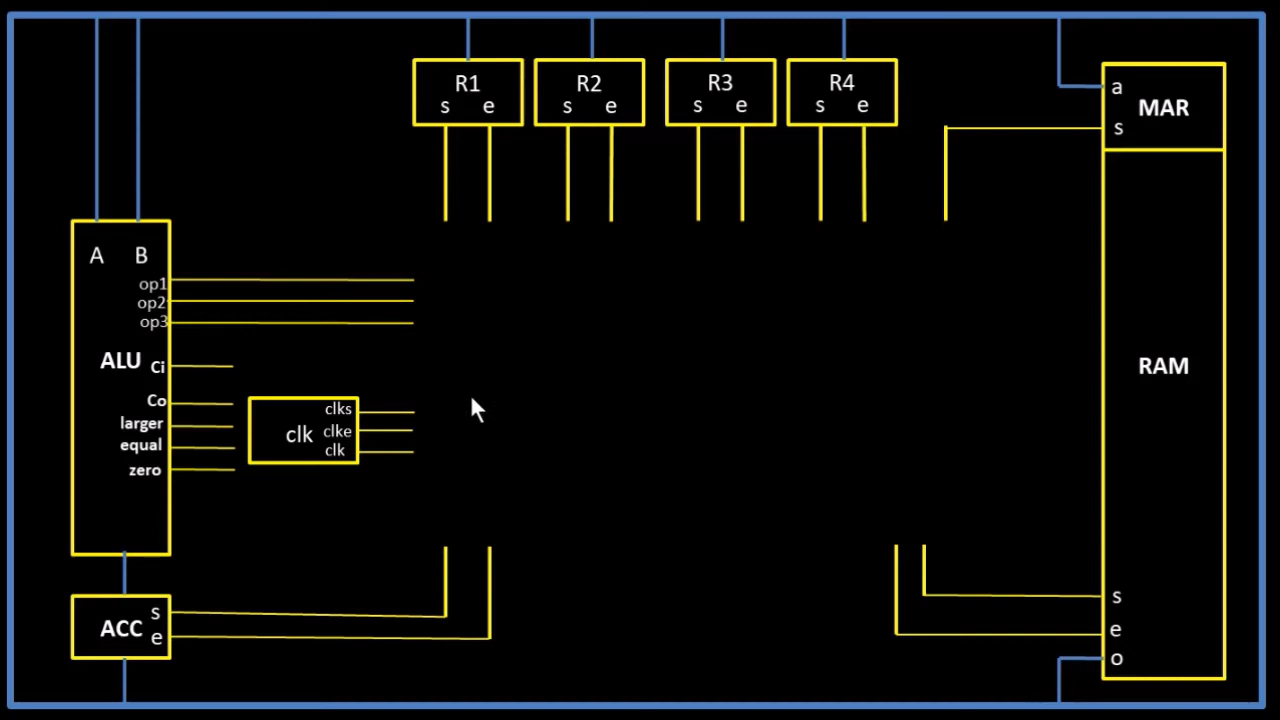 R1
s e
R2
s e
R3
s e
R4
s e
a
MAR
s
A B
op1
op2
op3
ALU Ci
Co
larger
equal
zero
clks
clk clke
clk
RAM
ACC s
e
s
e
o